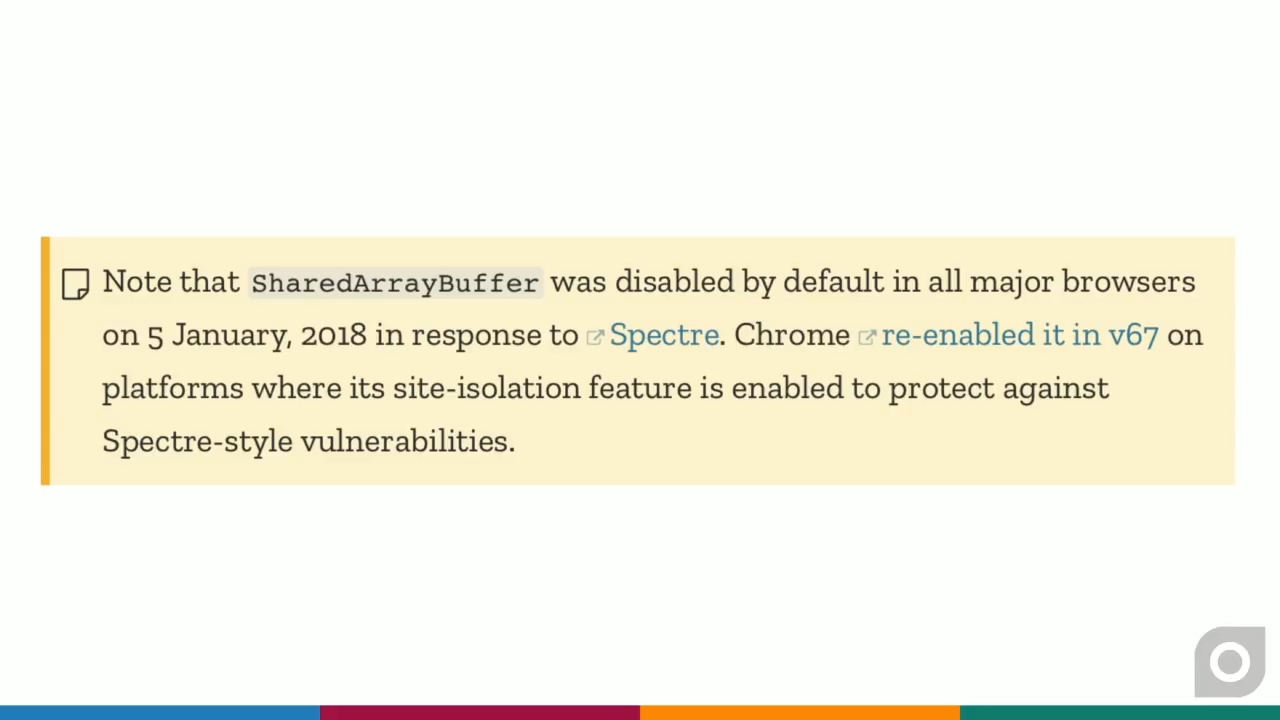 Note that SharedArrayBuffer was disabled by default in all major browsers
on 5 January, 2018 in response to Spectre. Chrome re-enabled it in v67 on
platforms where its site-isolation feature is enabled to protect against
Spectre-style vulnerabilities.